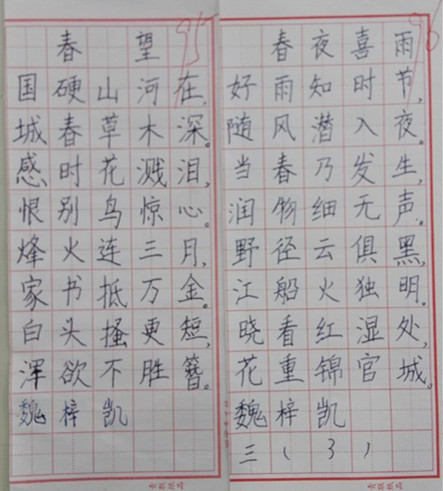 春望
国硬山河在,
城春草木深。
感时花溅泪,
恨别鸟惊心。
烽火连三月,
家书抵万金。
白头搔更短,
浑欲不胜簪。
魏梓凯
春夜喜雨
好雨知时节,
随风潜入夜。
当春乃发生,
润物细无声。
野径云俱黑,
江船火独明。
晓看红湿处,
花重锦官城。
魏梓凯
三(3)